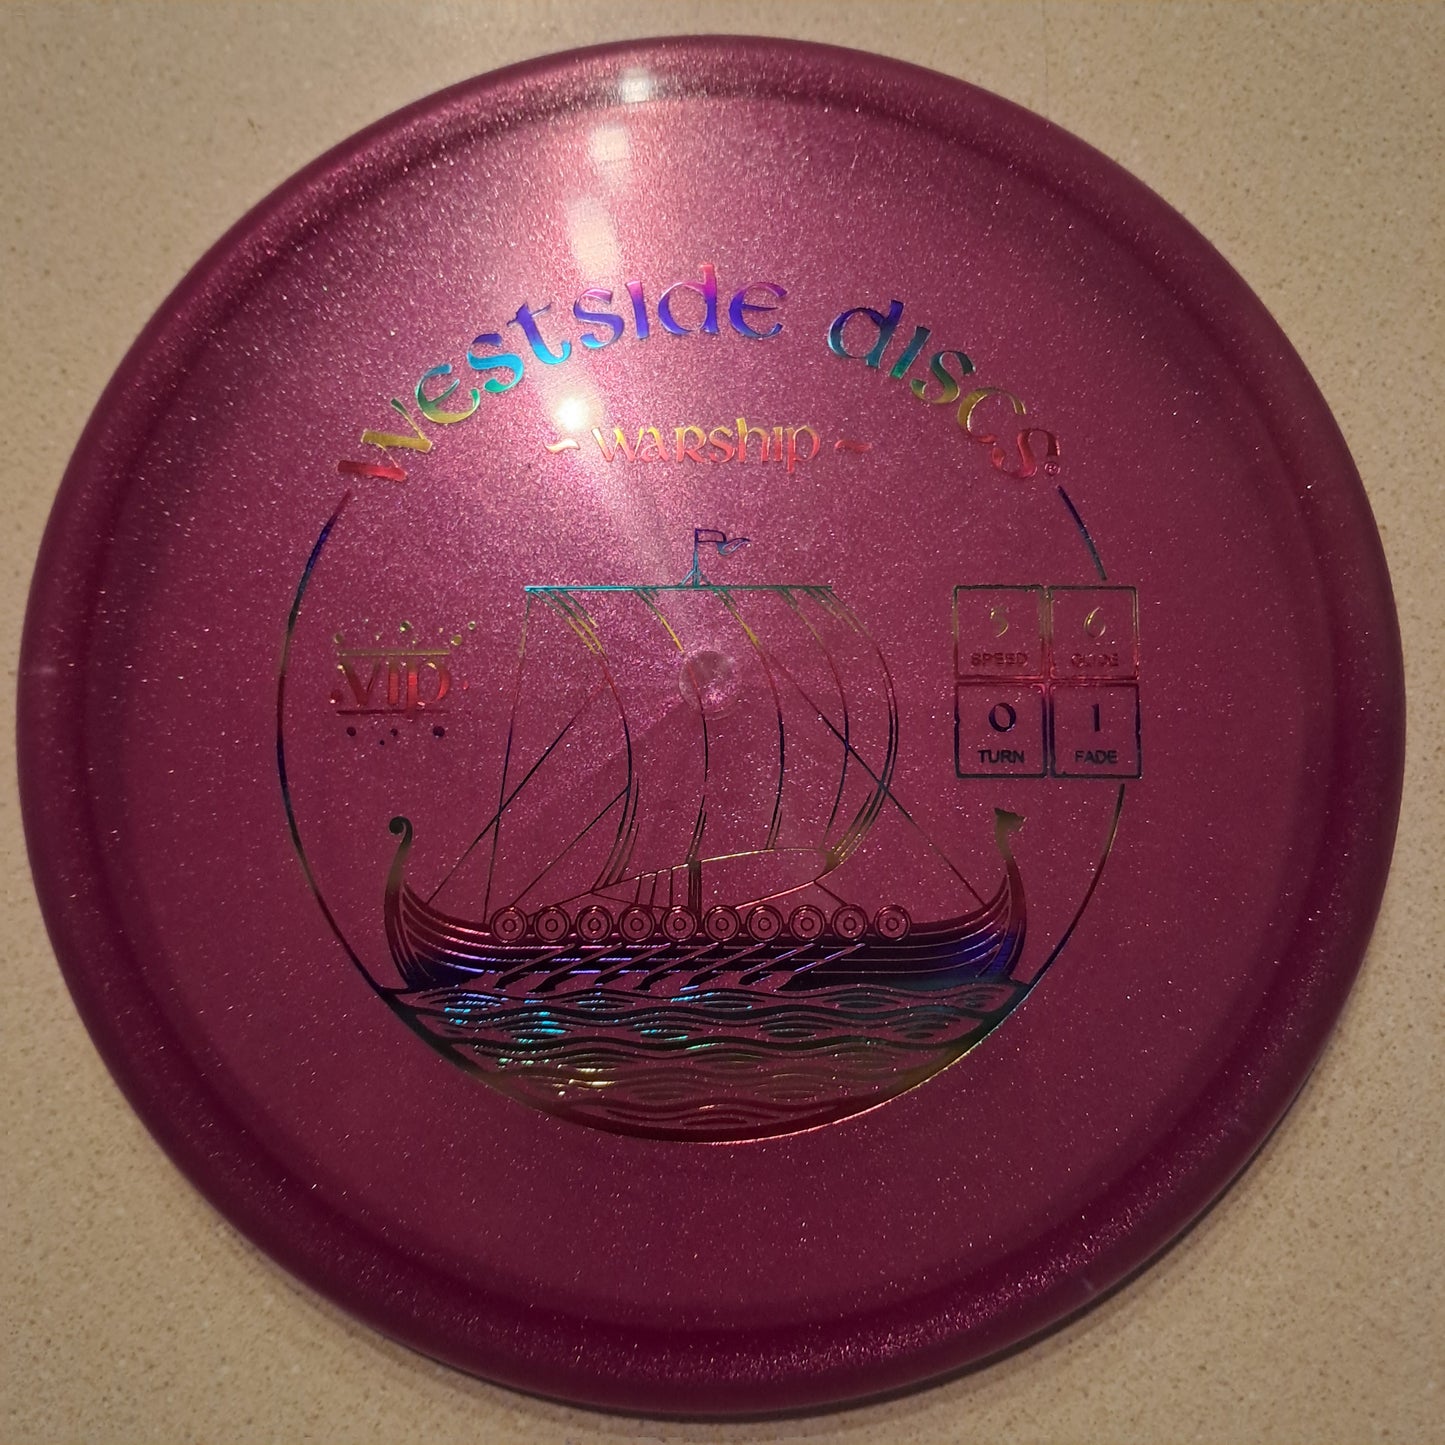 Westside Discs®
~ Warship ~
VIP
5 6
SPEED GLIDE
0 1
TURN FADE